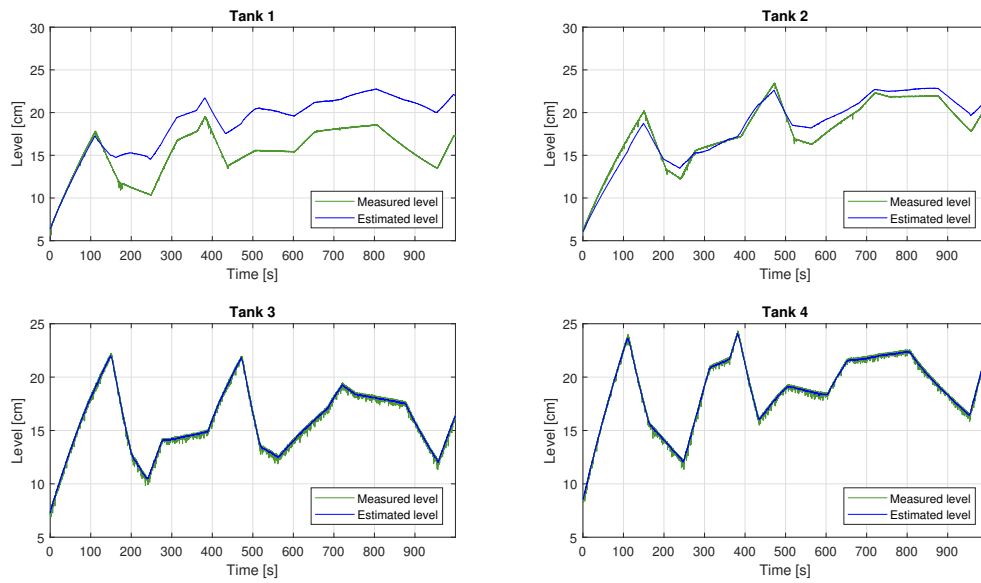 Tank 1
30
25
20
15
10
5
Level [cm]
Measured level
Estimated level
0 100 200 300 400 500 600 700 800 900
Time [s]
Tank 2
30
25
20
15
10
5
Level [cm]
Measured level
Estimated level
0 100 200 300 400 500 600 700 800 900
Time [s]
Tank 3
25
20
15
10
5
Level [cm]
Measured level
Estimated level
0 100 200 300 400 500 600 700 800 900
Time [s]
Tank 4
25
20
15
10
5
Level [cm]
Measured level
Estimated level
0 100 200 300 400 500 600 700 800 900
Time [s]